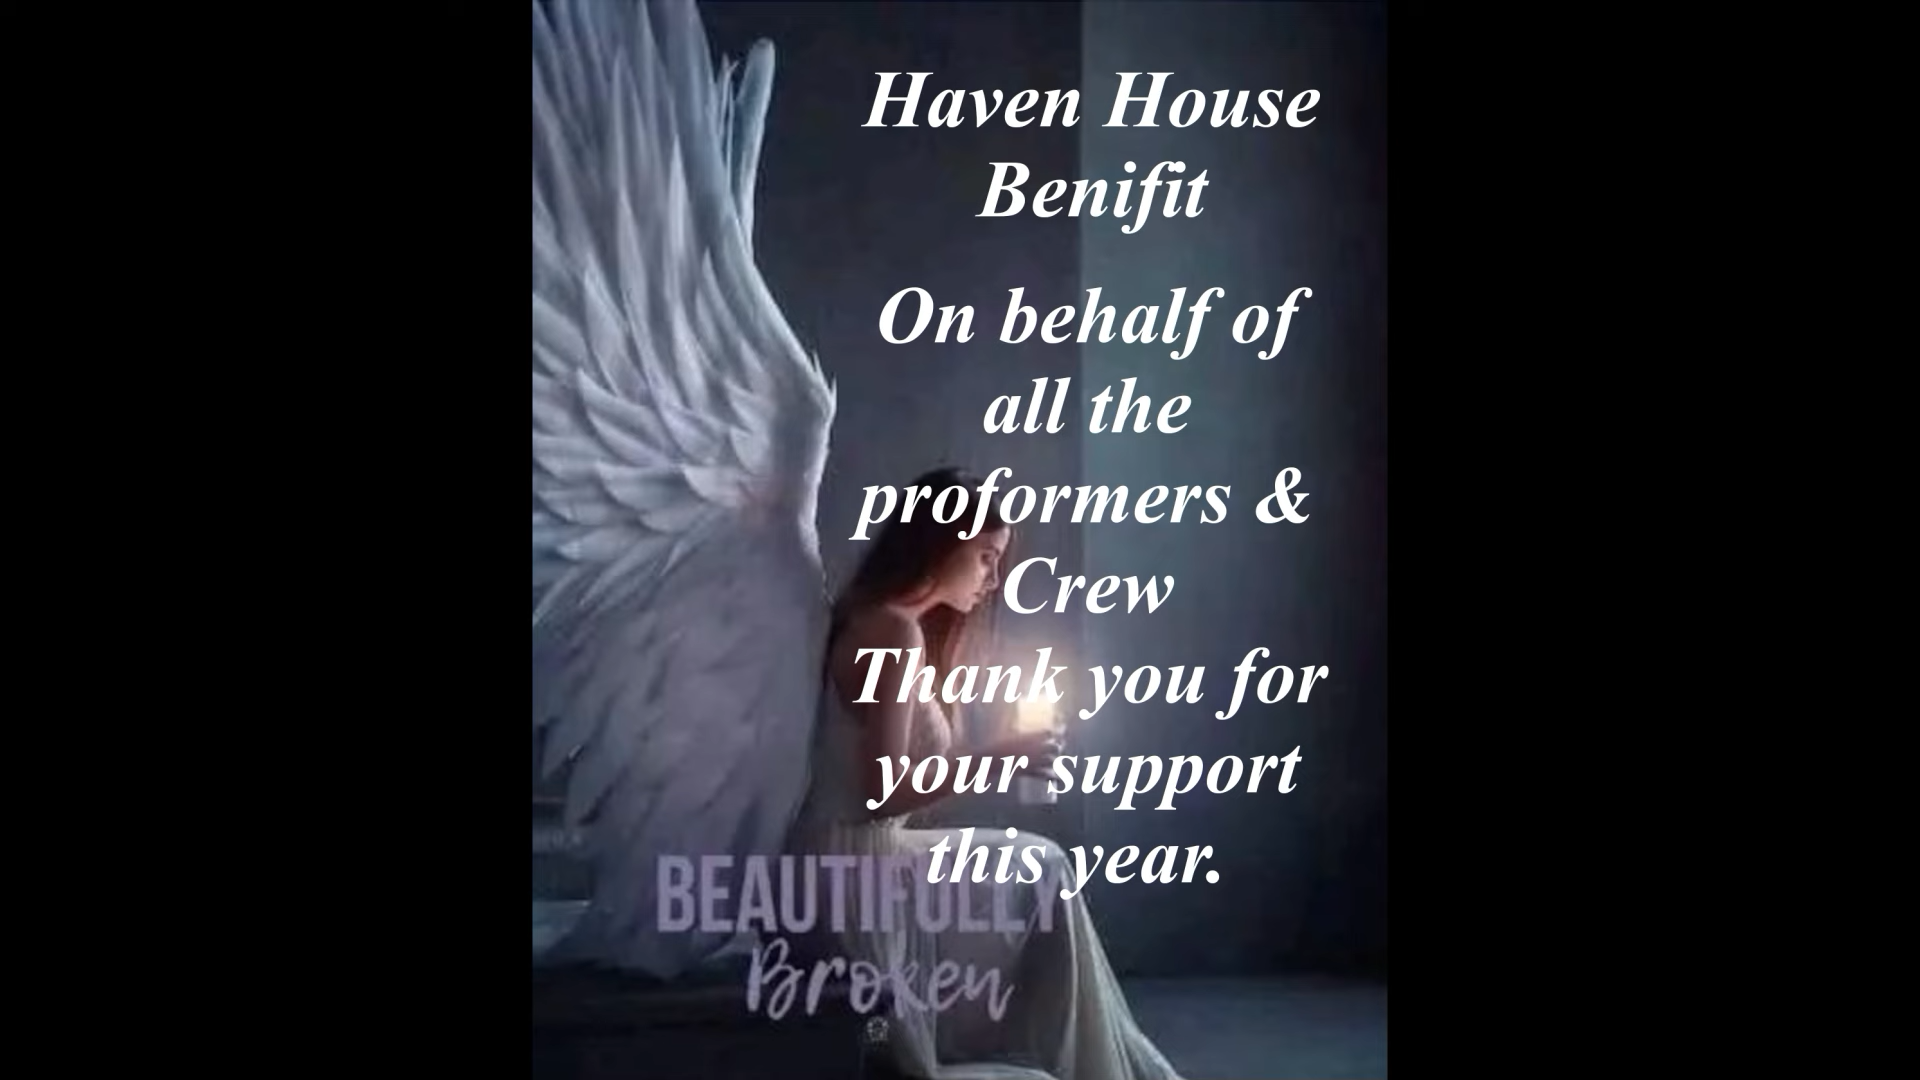 Haven House
Benifit
On behalf of
all the
proformers &
Crew
Thank you for
your support
this year.
BEAUTIFULLY
Broken